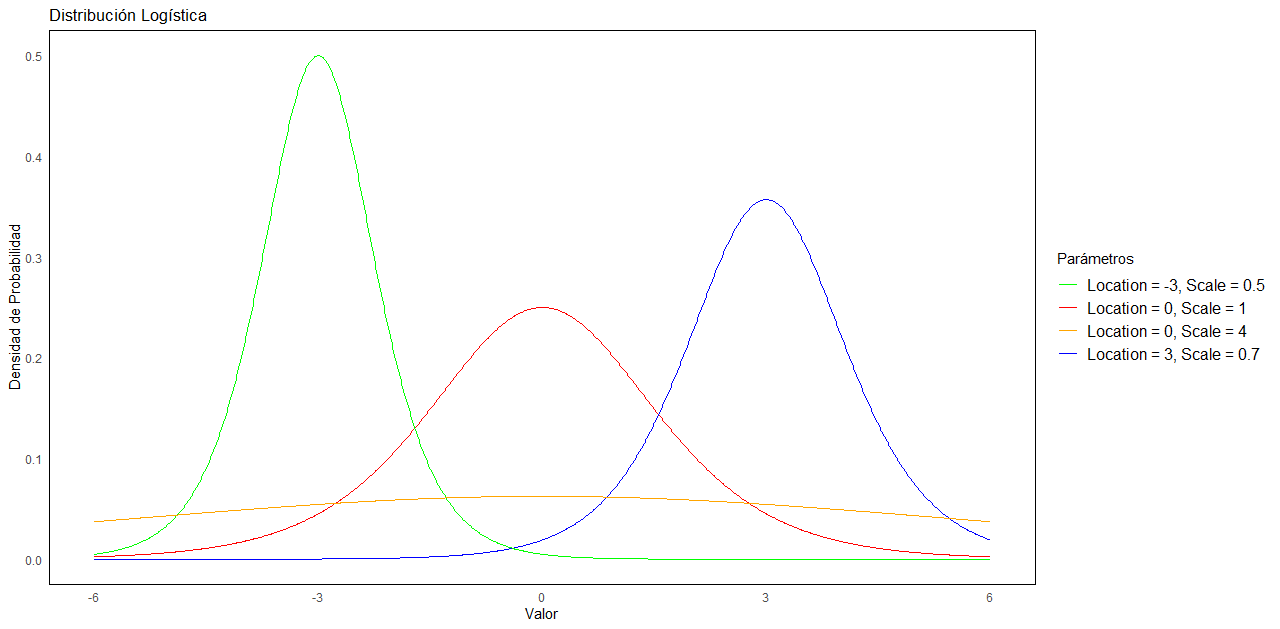 Distribución Logística
Densidad de Probabilidad
0.5
0.4
0.3
0.2
0.1
0.0
-6
-3
0
3
6
Valor
Parámetros
Location = -3, Scale = 0.5
Location = 0, Scale = 1
Location = 0, Scale = 4
Location = 3, Scale = 0.7